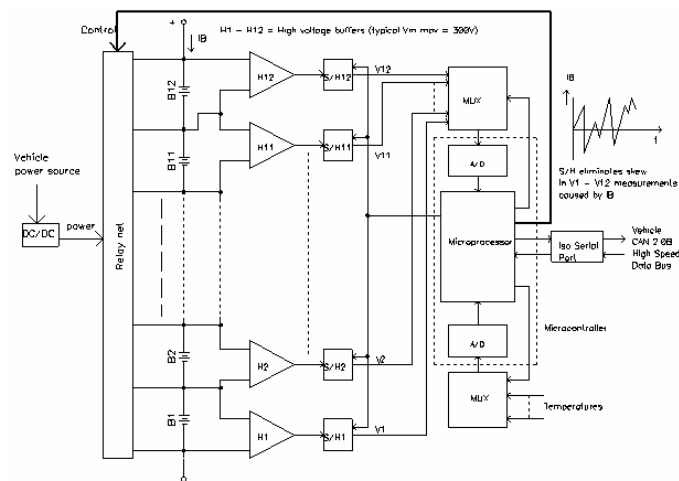 Control
+
IB
H1 - H12 = High voltage buffers (typical Vm max = 300V)
B12
H12
S/H12
V12
MUX
IB
t
B11
H11
S/H11
V11
A/D
S/H eliminates skew
in V1 - V12 measurements
caused by IB
Vehicle
power source
DC/DC
power
Relay net
Microprocessor
Iso Serial
Port
Vehicle
CAN 2.0B
High Speed
Data Bus
Microcontroller
B2
H2
S/H2
V2
A/D
MUX
Temperatures
B1
H1
S/H1
V1
-